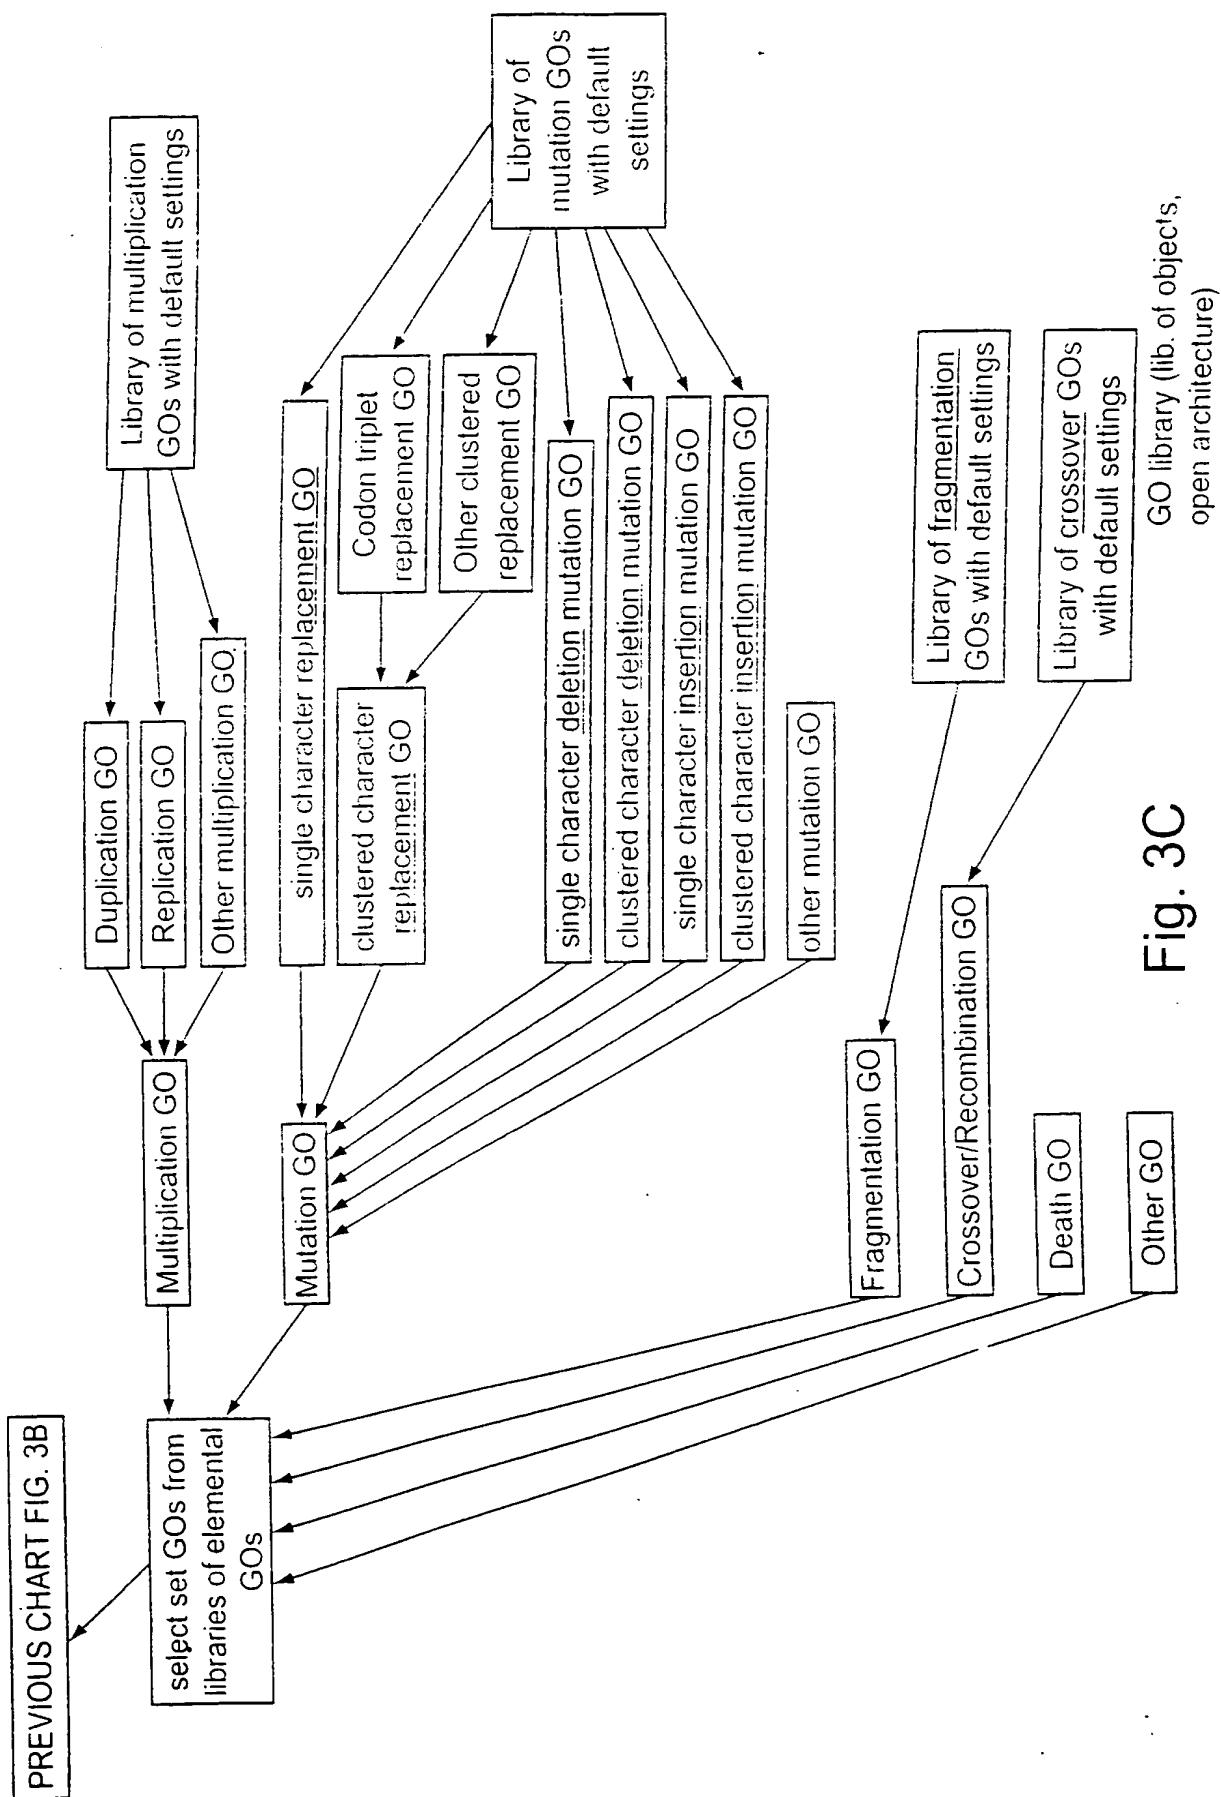 PREVIOUS CHART FIG. 3B
select set GOs from
libraries of elemental
GOs
Multiplication GO
Duplication GO
Replication GO
Other multiplication GO
Library of multiplication
GOs with default settings
Mutation GO
single character replacement GO
clustered character
replacement GO
Codon triplet
replacement GO
Other clustered
replacement GO
single character deletion mutation GO
clustered character deletion mutation GO
single character insertion mutation GO
clustered character insertion mutation GO
other mutation GO
Library of
mutation GOs
with default
settings
Fragmentation GO
Library of fragmentation
GOs with default settings
Crossover/Recombination GO
Library of crossover GOs
with default settings
Death GO
Other GO
GO library (lib. of objects,
open architecture)
Fig. 3C